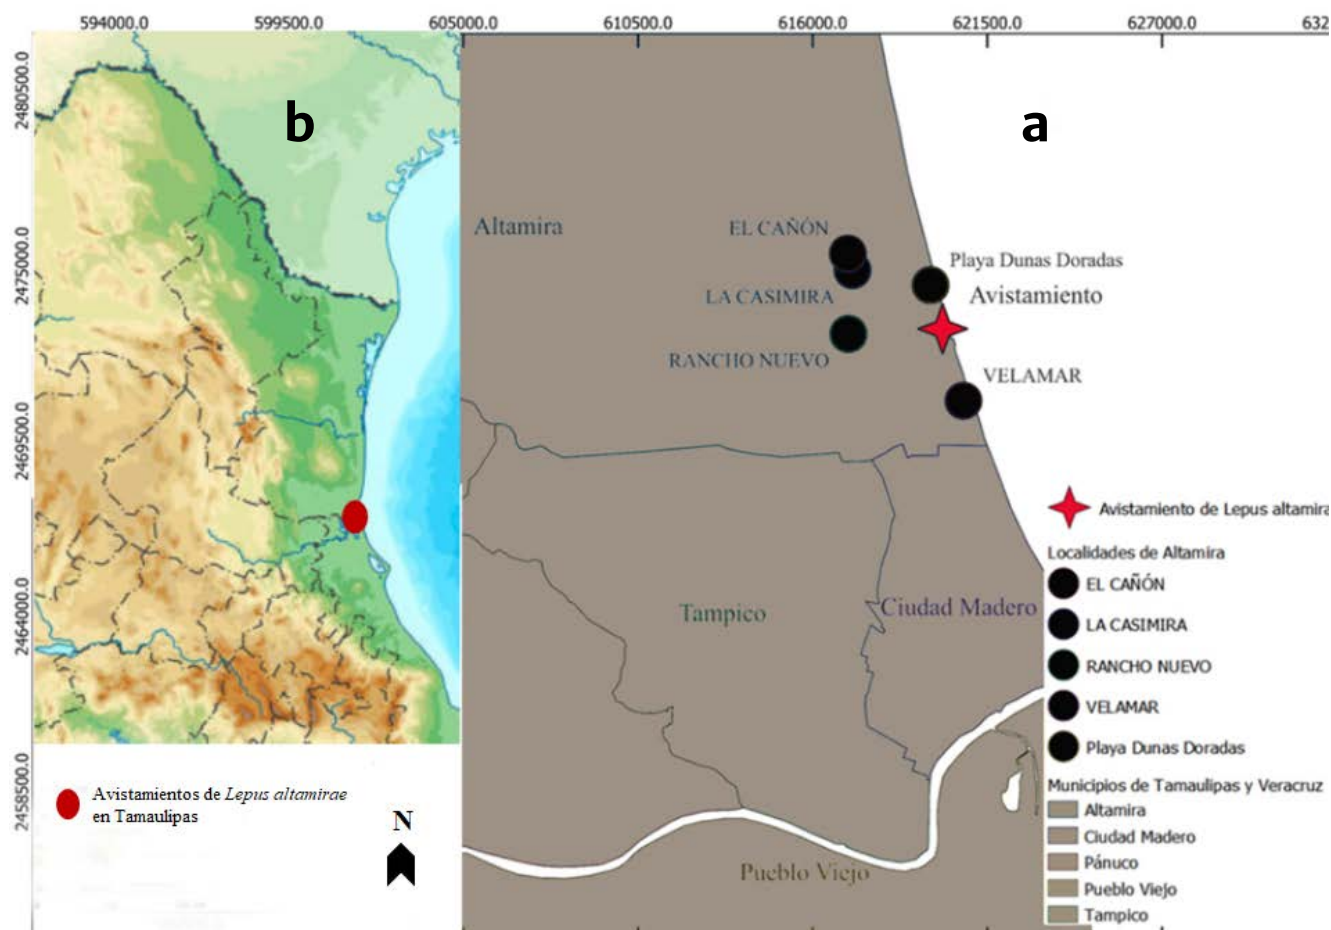 594000.0
599500.0
605000.0
610500.0
616000.0
621500.0
627000.0
632
2480500.0
2475000.0
2469500.0
2464000.0
2458500.0
b
a
Altamira
EL CAÑÓN
LA CASIMIRA
RANCHO NUEVO
Playa Dunas Doradas
Avistamiento
VELAMAR
Tampico
Ciudad Madero
Pueblo Viejo
Avistamiento de Lepus altamira
Localidades de Altamira
EL CAÑÓN
LA CASIMIRA
RANCHO NUEVO
VELAMAR
Playa Dunas Doradas
Municipios de Tamaulipas y Veracruz
Altamira
Ciudad Madero
Pánuco
Pueblo Viejo
Tampico
Avistamientos de Lepus altamirae
en Tamaulipas
N